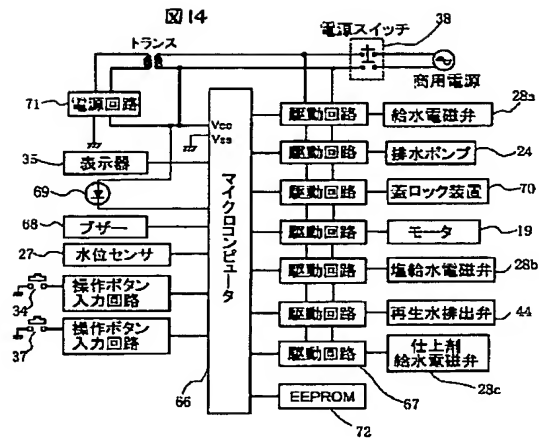 図14
38
電源スイッチ
トランス
商用電源
71
電源回路
Vcc
Vss
駆動回路
給水電磁弁
28a
35
表示器
駆動回路
排水ポンプ
24
69
駆動回路
蓋ロック装置
70
68
ブザー
マイクロコンピュータ
駆動回路
モータ
19
27
水位センサ
駆動回路
塩給水電磁弁
28b
34
操作ボタン
入力回路
駆動回路
再生水排出弁
44
37
操作ボタン
入力回路
駆動回路
仕上剤
給水電磁弁
66
67
28c
EEPROM
72